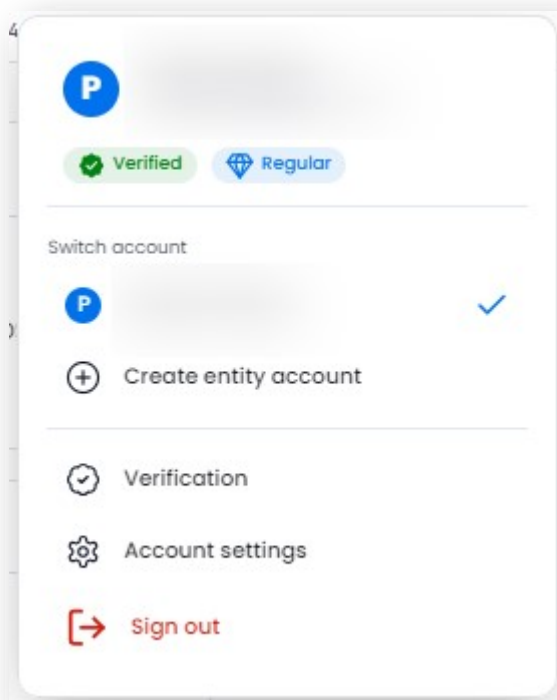 P
Verified
Regular
Switch account
P
Create entity account
Verification
Account settings
Sign out